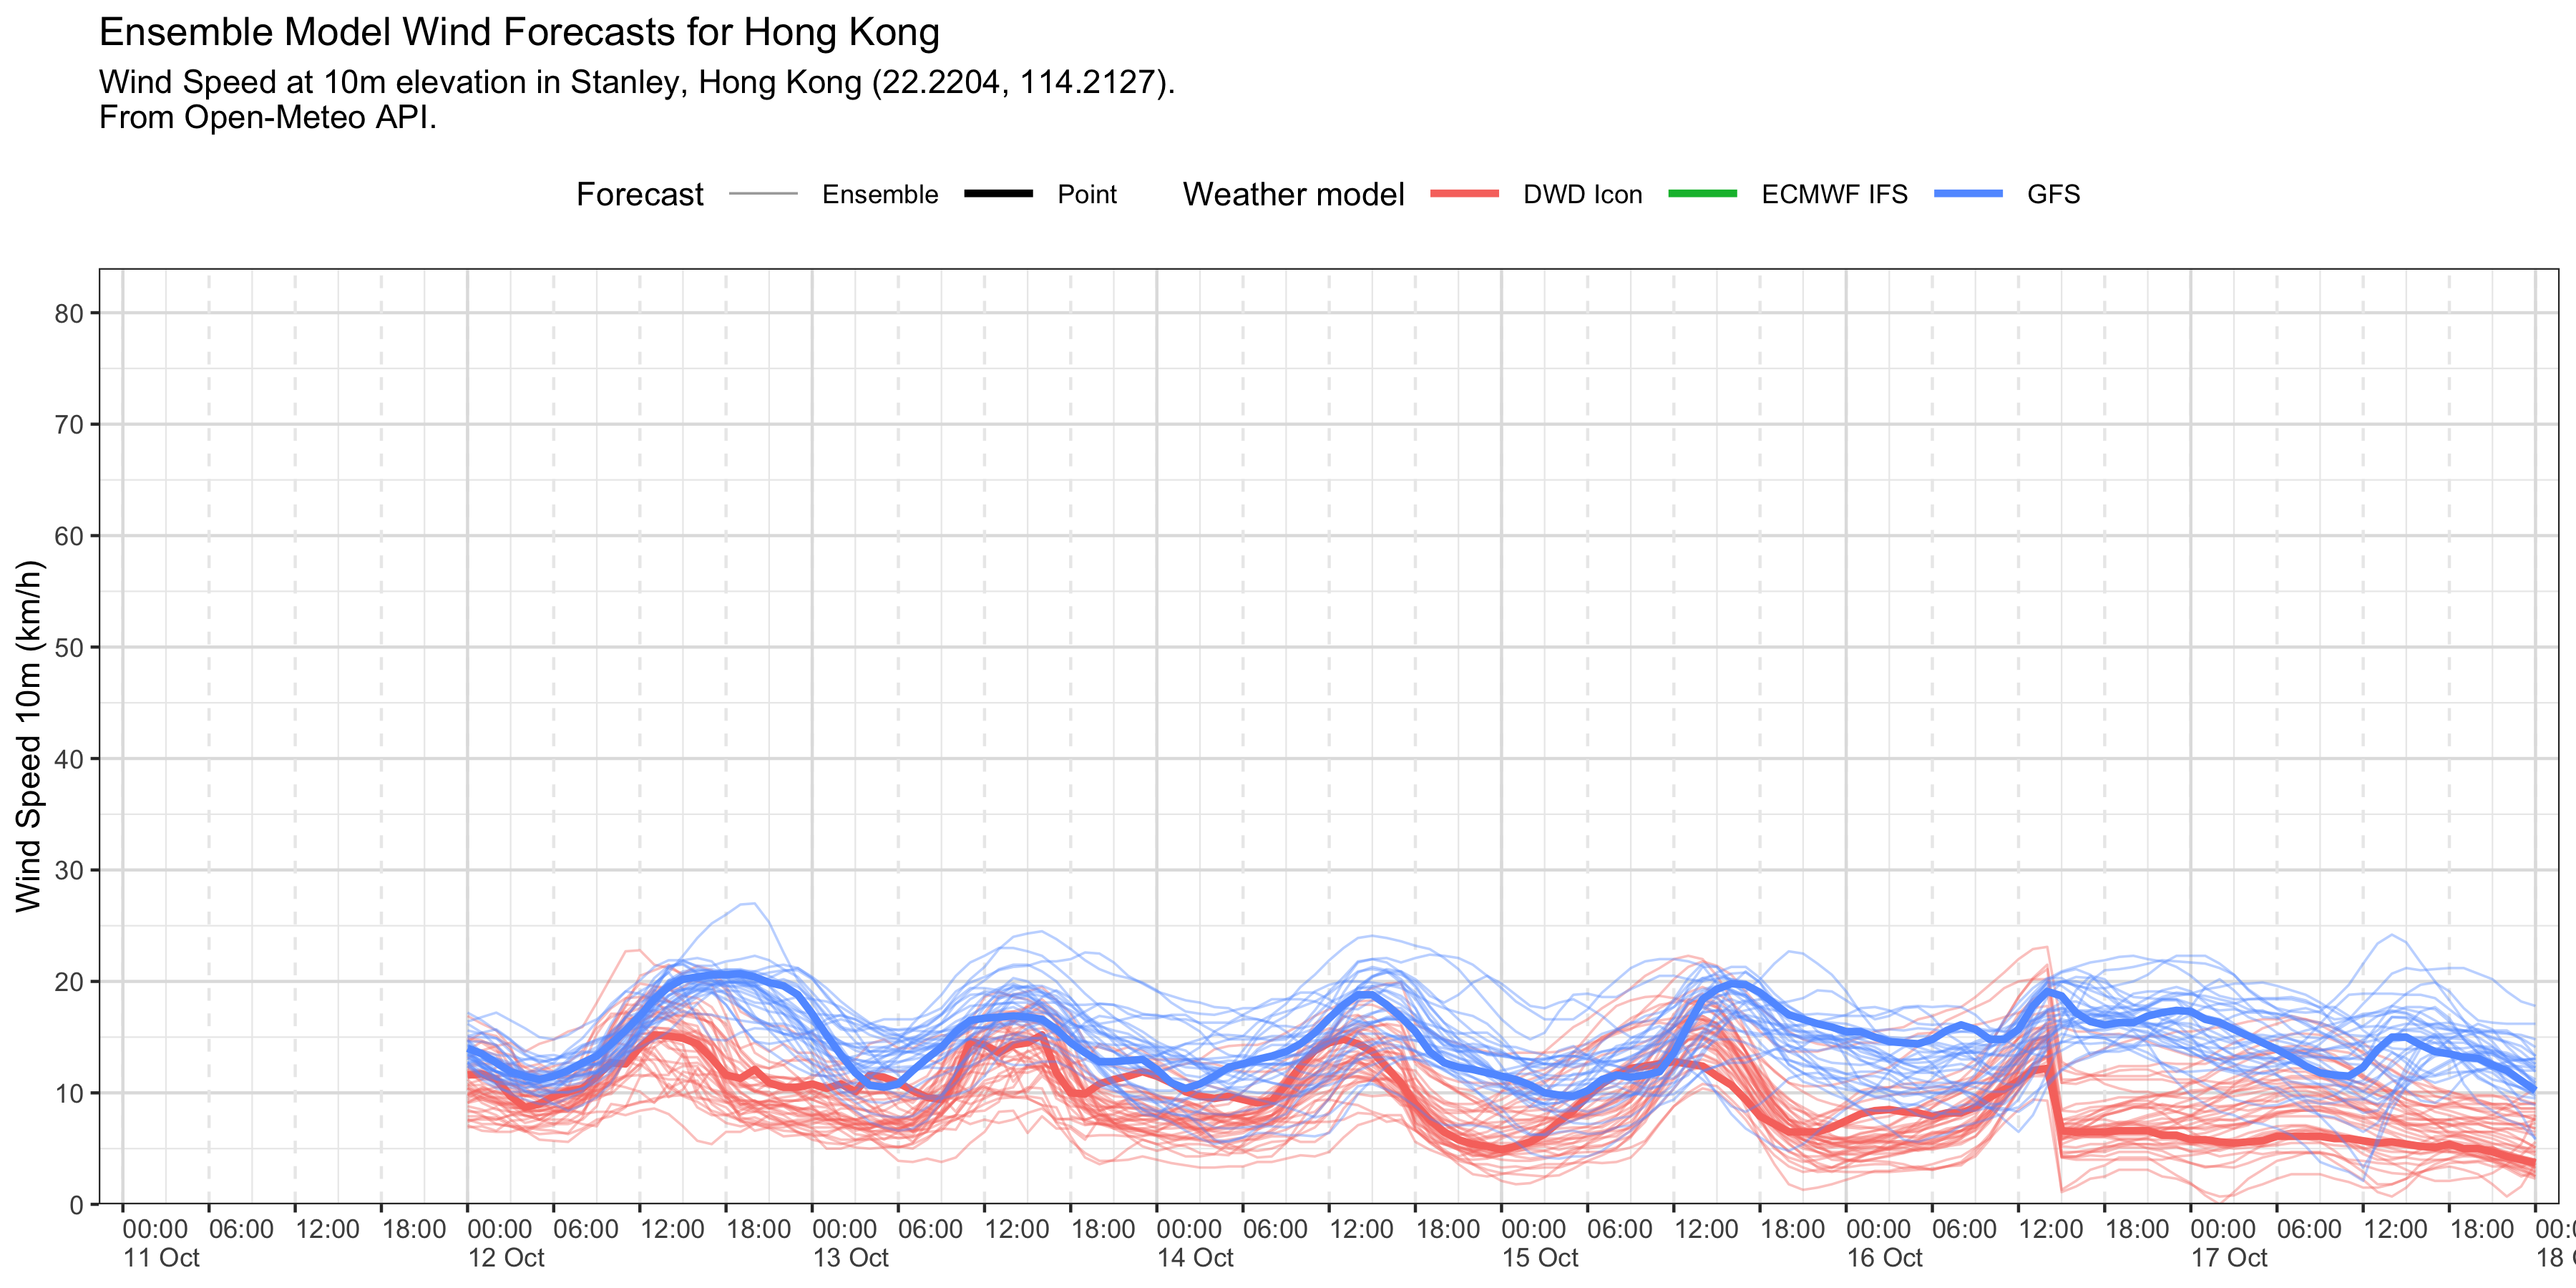 Ensemble Model Wind Forecasts for Hong Kong
Wind Speed at 10m elevation in Stanley, Hong Kong (22.2204, 114.2127).
From Open-Meteo API.
Forecast Ensemble Point Weather model DWD Icon ECMWF IFS GFS
Wind Speed 10m (km/h)
80
70
60
50
40
30
20
10
0
00:00 06:00 12:00 18:00 00:00 06:00 12:00 18:00 00:00 06:00 12:00 18:00 00:00 06:00 12:00 18:00 00:00 06:00 12:00 18:00 00:00 06:00 12:00 18:00 00:00 06:00 12:00 18:00
11 Oct 12 Oct 13 Oct 14 Oct 15 Oct 16 Oct 17 Oct 18